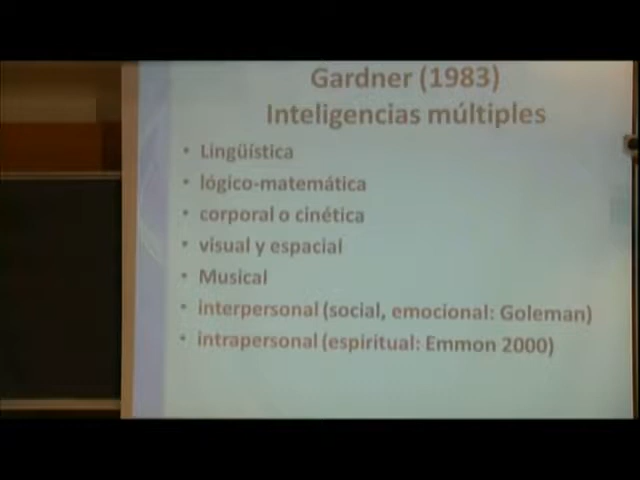 Gardner (1983)
Inteligencias múltiples
• Lingüística
• lógico-matemática
• corporal o cinética
• visual y espacial
• Musical
• interpersonal (social, emocional: Goleman)
• intrapersonal (espiritual: Emmon 2000)